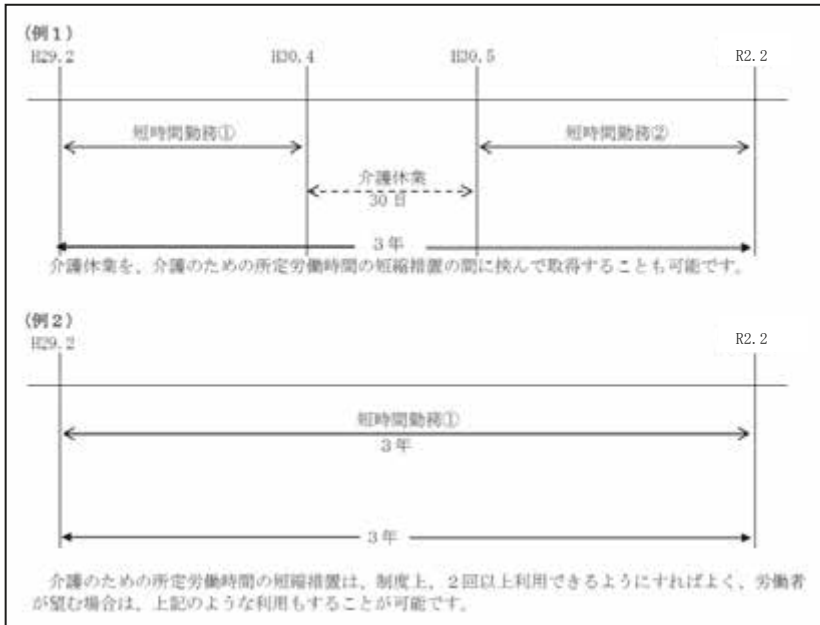 (例1)
H29.2 H30.4 H30.5 R2.2
短時間勤務① 短時間勤務②
介護休業
30日
3年
介護休業を、介護のための所定労働時間の短縮措置の間に挟んで取得することも可能です。
(例2)
H29.2 R2.2
短時間勤務①
3年
3年
介護のための所定労働時間の短縮措置は、制度上、2回以上利用できるようにすればよく、労働者
が望む場合は、上記のような利用もすることが可能です。